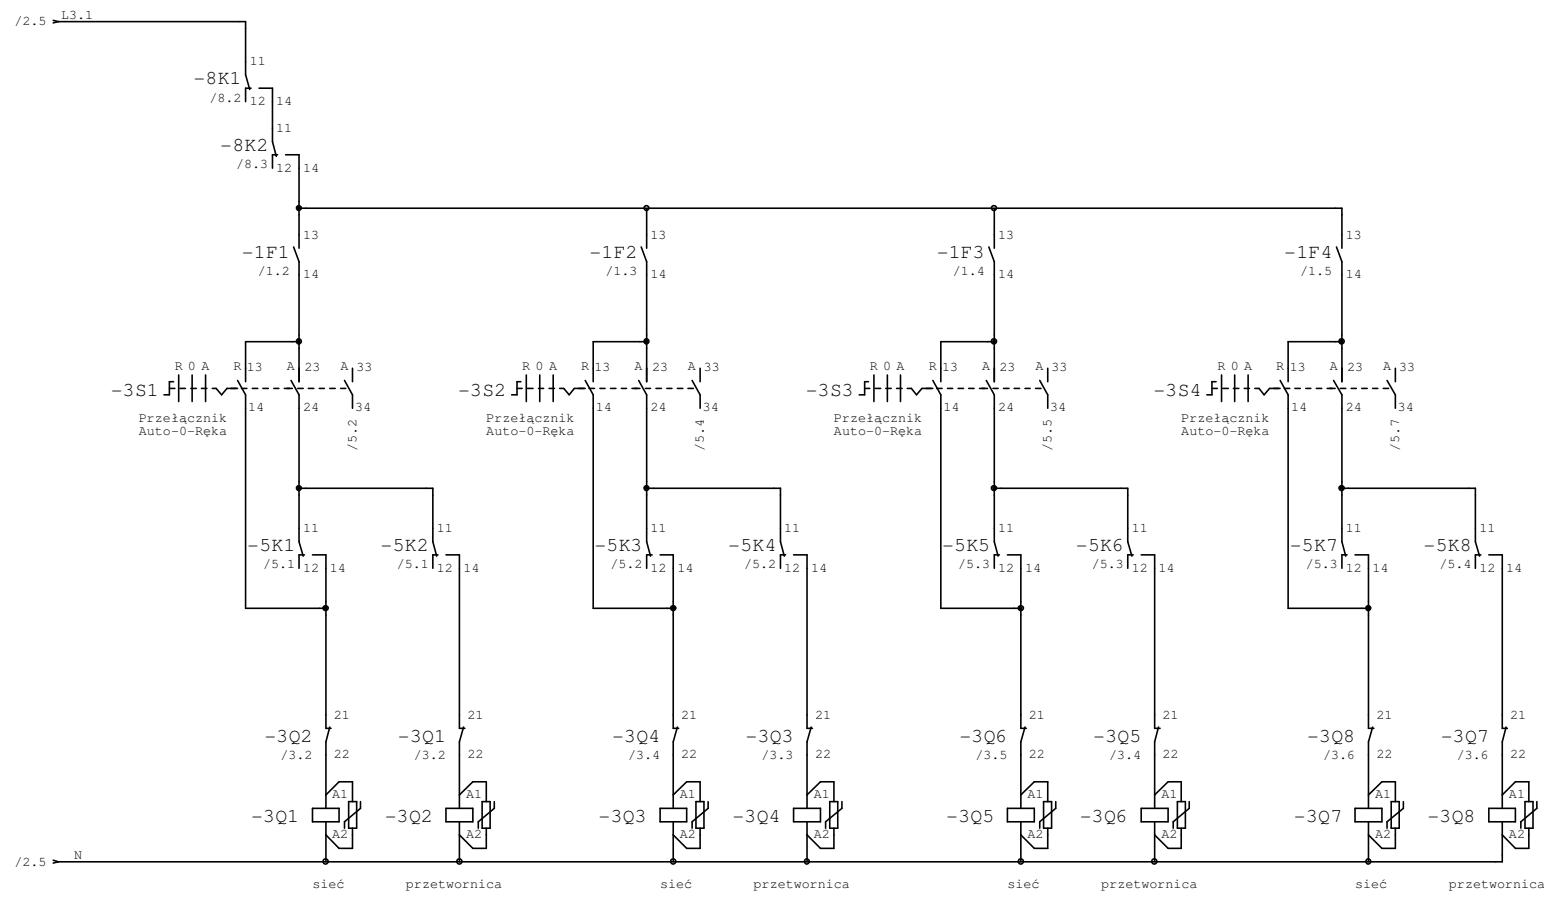 /2.5 L3.1
11
-8K1
/8.2 12 14
11
-8K2
/8.3 12 14
13 13 13 13
-1F1 -1F2 -1F3 -1F4
/1.2 14 /1.3 14 /1.4 14 /1.5 14
R 0 A R 13 A 23 A 33 R 0 A R 13 A 23 A 33 R 0 A R 13 A 23 A 33 R 0 A R 13 A 23 A 33
-3S1 -3S2 -3S3 -3S4
14 24 34 14 24 34 14 24 34 14 24 34
Przełącznik Przełącznik Przełącznik Przełącznik
Auto-0-Ręka Auto-0-Ręka Auto-0-Ręka Auto-0-Ręka
/5.2 /5.4 /5.5 /5.7
11 11 11 11 11 11 11 11
-5K1 -5K2 -5K3 -5K4 -5K5 -5K6 -5K7 -5K8
/5.1 12 14 /5.1 12 14 /5.2 12 14 /5.2 12 14 /5.3 12 14 /5.3 12 14 /5.3 12 14 /5.4 12 14
21 21 21 21 21 21 21 21
-3Q2 -3Q1 -3Q4 -3Q3 -3Q6 -3Q5 -3Q8 -3Q7
/3.2 22 /3.2 22 /3.4 22 /3.3 22 /3.5 22 /3.4 22 /3.6 22 /3.6 22
A1 A1 A1 A1 A1 A1 A1 A1
-3Q1 -3Q2 -3Q3 -3Q4 -3Q5 -3Q6 -3Q7 -3Q8
A2 A2 A2 A2 A2 A2 A2 A2
/2.5 N
sieć przetwornica sieć przetwornica sieć przetwornica sieć przetwornica